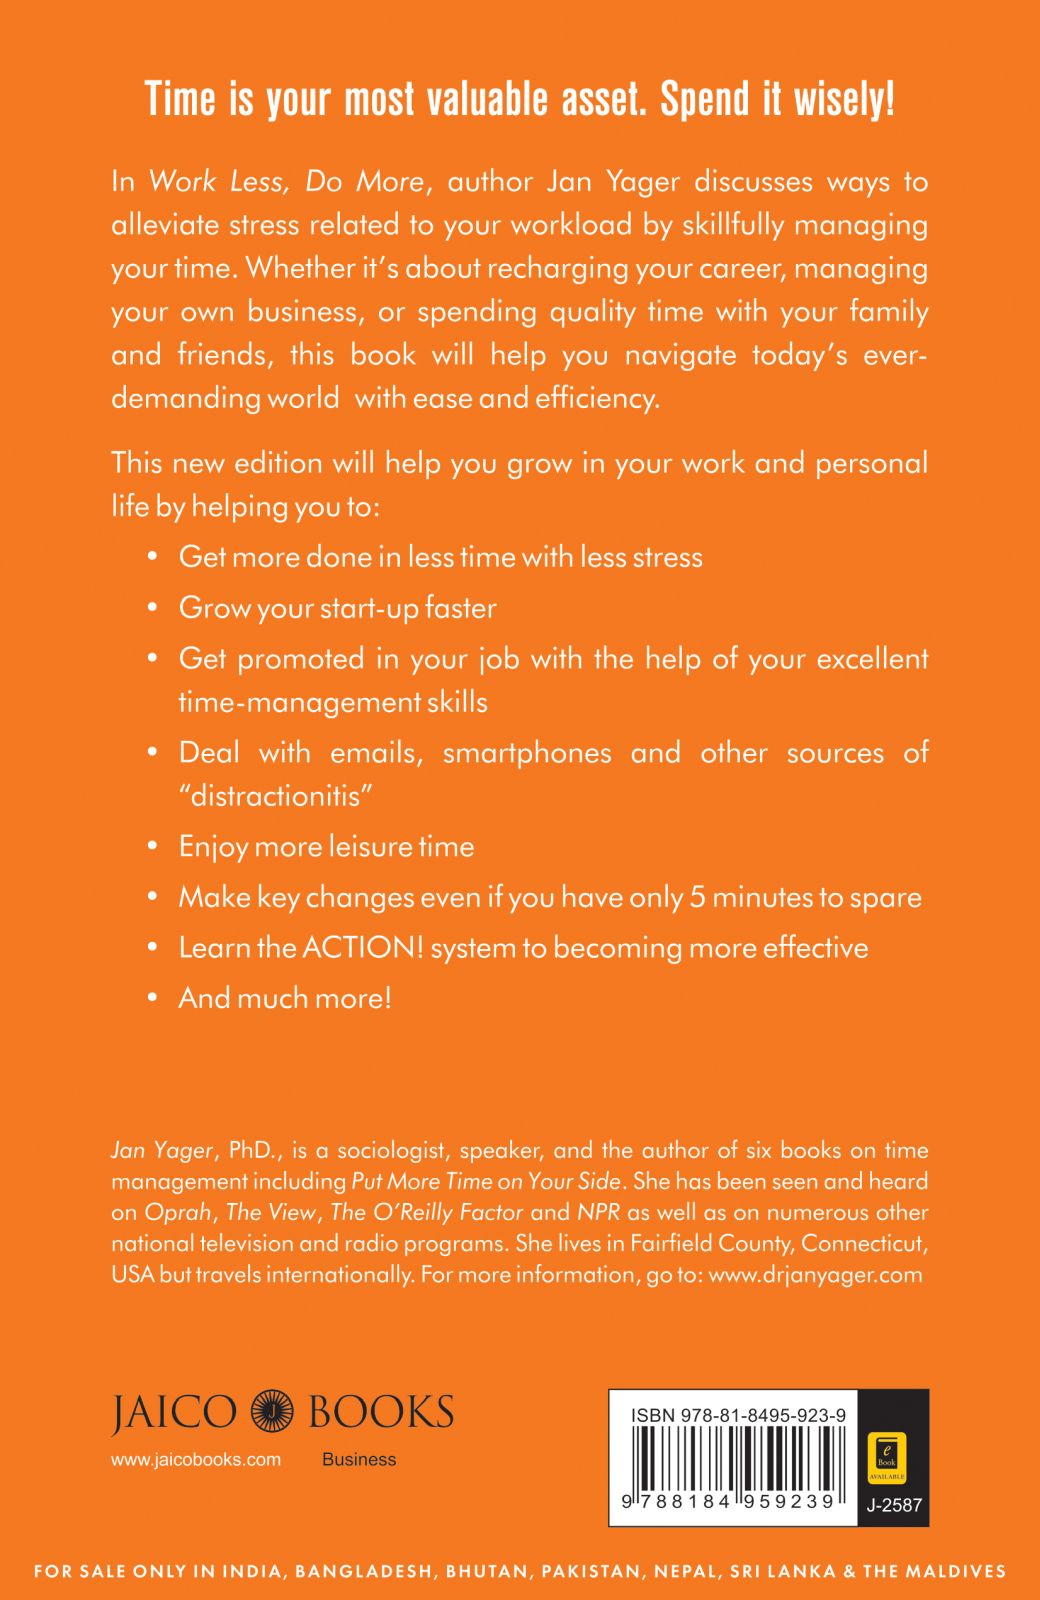 Time is your most valuable asset. Spend it wisely!
In Work Less, Do More, author Jan Yager discusses ways to
alleviate stress related to your workload by skillfully managing
your time. Whether it's about recharging your career, managing
your own business, or spending quality time with your family
and friends, this book will help you navigate today's ever-
demanding world with ease and efficiency.
This new edition will help you grow in your work and personal
life by helping you to:
• Get more done in less time with less stress
• Grow your start-up faster
• Get promoted in your job with the help of your excellent
time-management skills
• Deal with emails, smartphones and other sources of
“distractionitis”
• Enjoy more leisure time
• Make key changes even if you have only 5 minutes to spare
• Learn the ACTION! system to becoming more effective
• And much more!
Jan Yager, PhD., is a sociologist, speaker, and the author of six books on time
management including Put More Time on Your Side. She has been seen and heard
on Oprah, The View, The O'Reilly Factor and NPR as well as on numerous other
national television and radio programs. She lives in Fairfield County, Connecticut,
USA but travels internationally. For more information, go to: www.drjanyager.com
JAICO J BOOKS
www.jaicobooks.com Business
ISBN 978-81-8495-923-9
9 788184 959239
e
Book
AVAILABLE
J-2587
FOR SALE ONLY IN INDIA, BANGLADESH, BHUTAN, PAKISTAN, NEPAL, SRI LANKA & THE MALDIVES